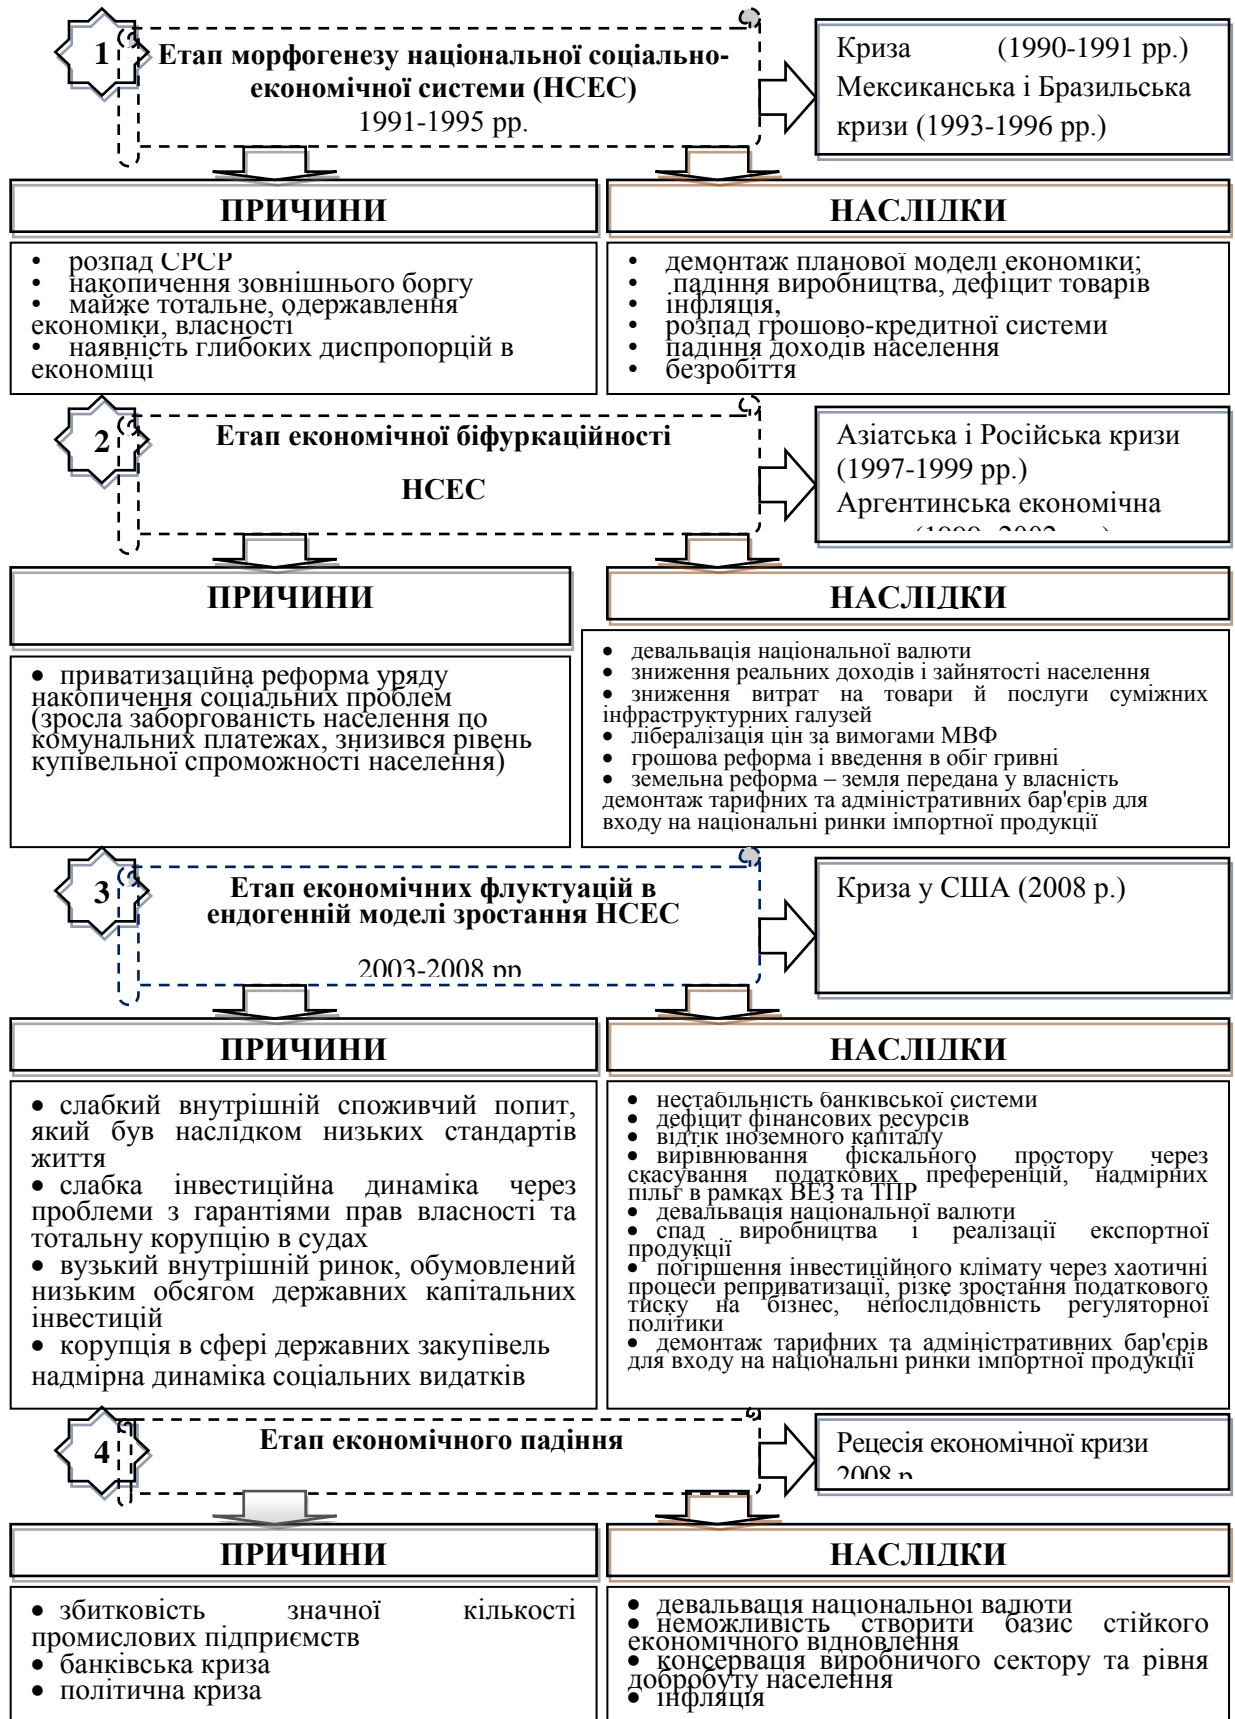 1
Етап морфогенезу національної соціально-
економічної системи (НСЕС)
1991-1995 рр.
Криза (1990-1991 рр.)
Мексиканська і Бразильська
кризи (1993-1996 рр.)
ПРИЧИНИ
НАСЛІДКИ
• розпад СРСР
• накопичення зовнішнього боргу
• майже тотальне, одержавлення
економіки, власності
• наявність глибоких диспропорцій в
економіці
• демонтаж планової моделі економіки;
• падіння виробництва, дефіцит товарів
• інфляція,
• розпад грошово-кредитної системи
• падіння доходів населення
• безробіття
2
Етап економічної біфуркаційності
НСЕС
Азіатська і Російська кризи
(1997-1999 рр.)
Аргентинська економічна
ПРИЧИНИ
НАСЛІДКИ
• приватизаційна реформа уряду
накопичення соціальних проблем
(зросла заборгованість населення по
комунальних платежах, знизився рівень
купівельної спроможності населення)
• девальвація національної валюти
• зниження реальних доходів і зайнятості населення
• зниження витрат на товари й послуги суміжних
інфраструктурних галузей
• лібералізація цін за вимогами МВФ
• грошова реформа і введення в обіг гривні
• земельна реформа – земля передана у власність
демонтаж тарифних та адміністративних бар'єрів для
входу на національні ринки імпортної продукції
3
Етап економічних флуктуацій в
ендогенній моделі зростання НСЕС
2003-2008 рр
Криза у США (2008 р.)
ПРИЧИНИ
НАСЛІДКИ
• слабкий внутрішній споживчий попит,
який був наслідком низьких стандартів
життя
• слабка інвестиційна динаміка через
проблеми з гарантіями прав власності та
тотальну корупцію в судах
• вузький внутрішній ринок, обумовлений
низьким обсягом державних капітальних
інвестицій
• корупція в сфері державних закупівель
надмірна динаміка соціальних видатків
• нестабільність банківської системи
• дефіцит фінансових ресурсів
• відтік іноземного капіталу
• вирівнювання фіскального простору через
скасування податкових преференцій, надмірних
пільг в рамках ВЕЗ та ТПР
• девальвація національної валюти
• спад виробництва і реалізації експортної
продукції
• погіршення інвестиційного клімату через хаотичні
процеси реприватизації, різке зростання податкового
тиску на бізнес, непослідовність регуляторної
політики
• демонтаж тарифних та адміністративних бар'єрів
для входу на національні ринки імпортної продукції
4
Етап економічного падіння
Рецесія економічної кризи
2008 р
ПРИЧИНИ
НАСЛІДКИ
• збитковість значної кількості
промислових підприємств
• банківська криза
• політична криза
• девальвація національної валюти
• неможливість створити базис стійкого
економічного відновлення
• консервація виробничого сектору та рівня
добробуту населення
• інфляція